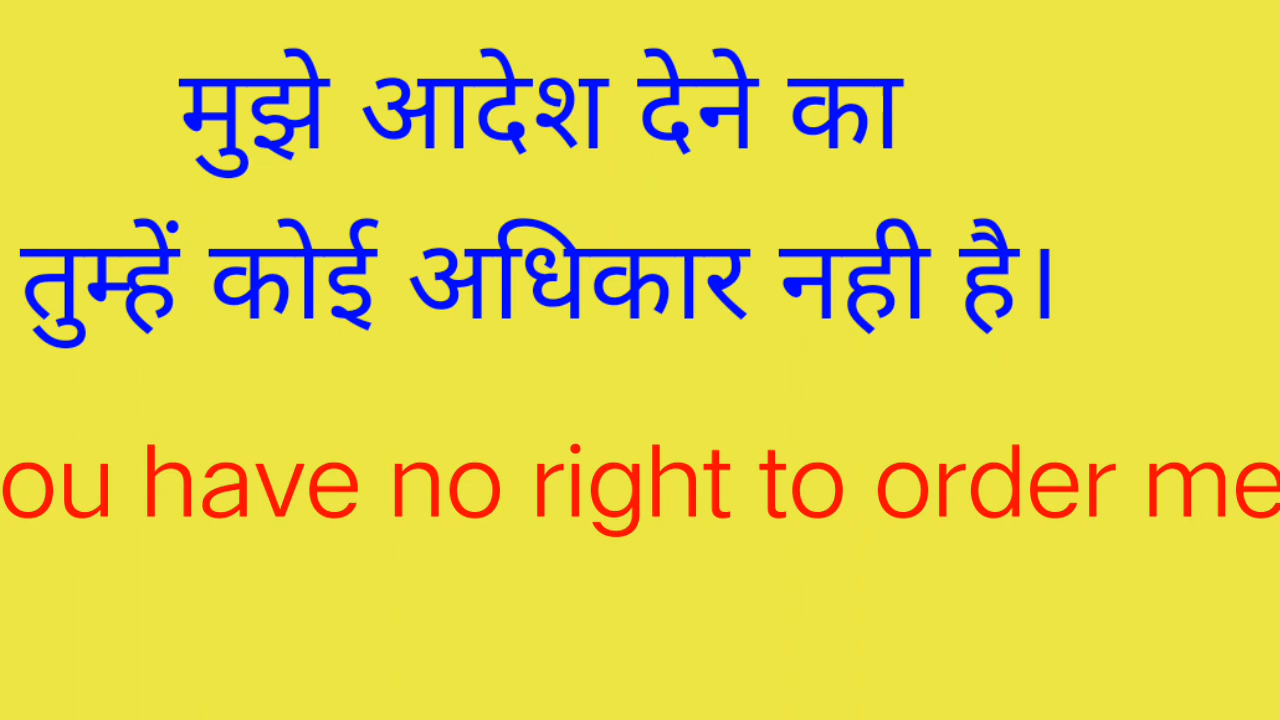 मुझे आदेश देने का
तुम्हें कोई अधिकार नही है।
ou have no right to order me